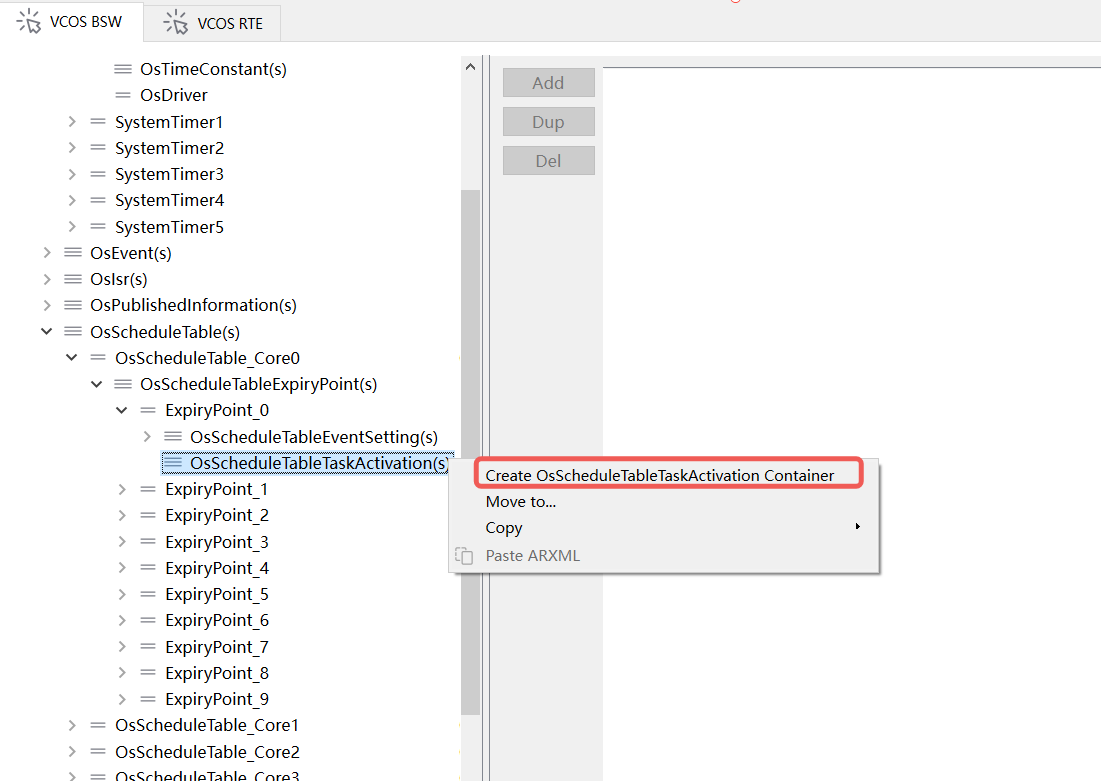 VCOS BSW
VCOS RTE
OsTimeConstant(s)
OsDriver
SystemTimer1
SystemTimer2
SystemTimer3
SystemTimer4
SystemTimer5
OsEvent(s)
OsIsr(s)
OsPublishedInformation(s)
OsScheduleTable(s)
OsScheduleTable_Core0
OsScheduleTableExpiryPoint(s)
ExpiryPoint_0
OsScheduleTableEventSetting(s)
OsScheduleTableTaskActivation(s)
ExpiryPoint_1
ExpiryPoint_2
ExpiryPoint_3
ExpiryPoint_4
ExpiryPoint_5
ExpiryPoint_6
ExpiryPoint_7
ExpiryPoint_8
ExpiryPoint_9
OsScheduleTable_Core1
OsScheduleTable_Core2
OsScheduleTable_Core3
Add
Dup
Del
Create OsScheduleTableTaskActivation Container
Move to...
Copy
Paste ARXML